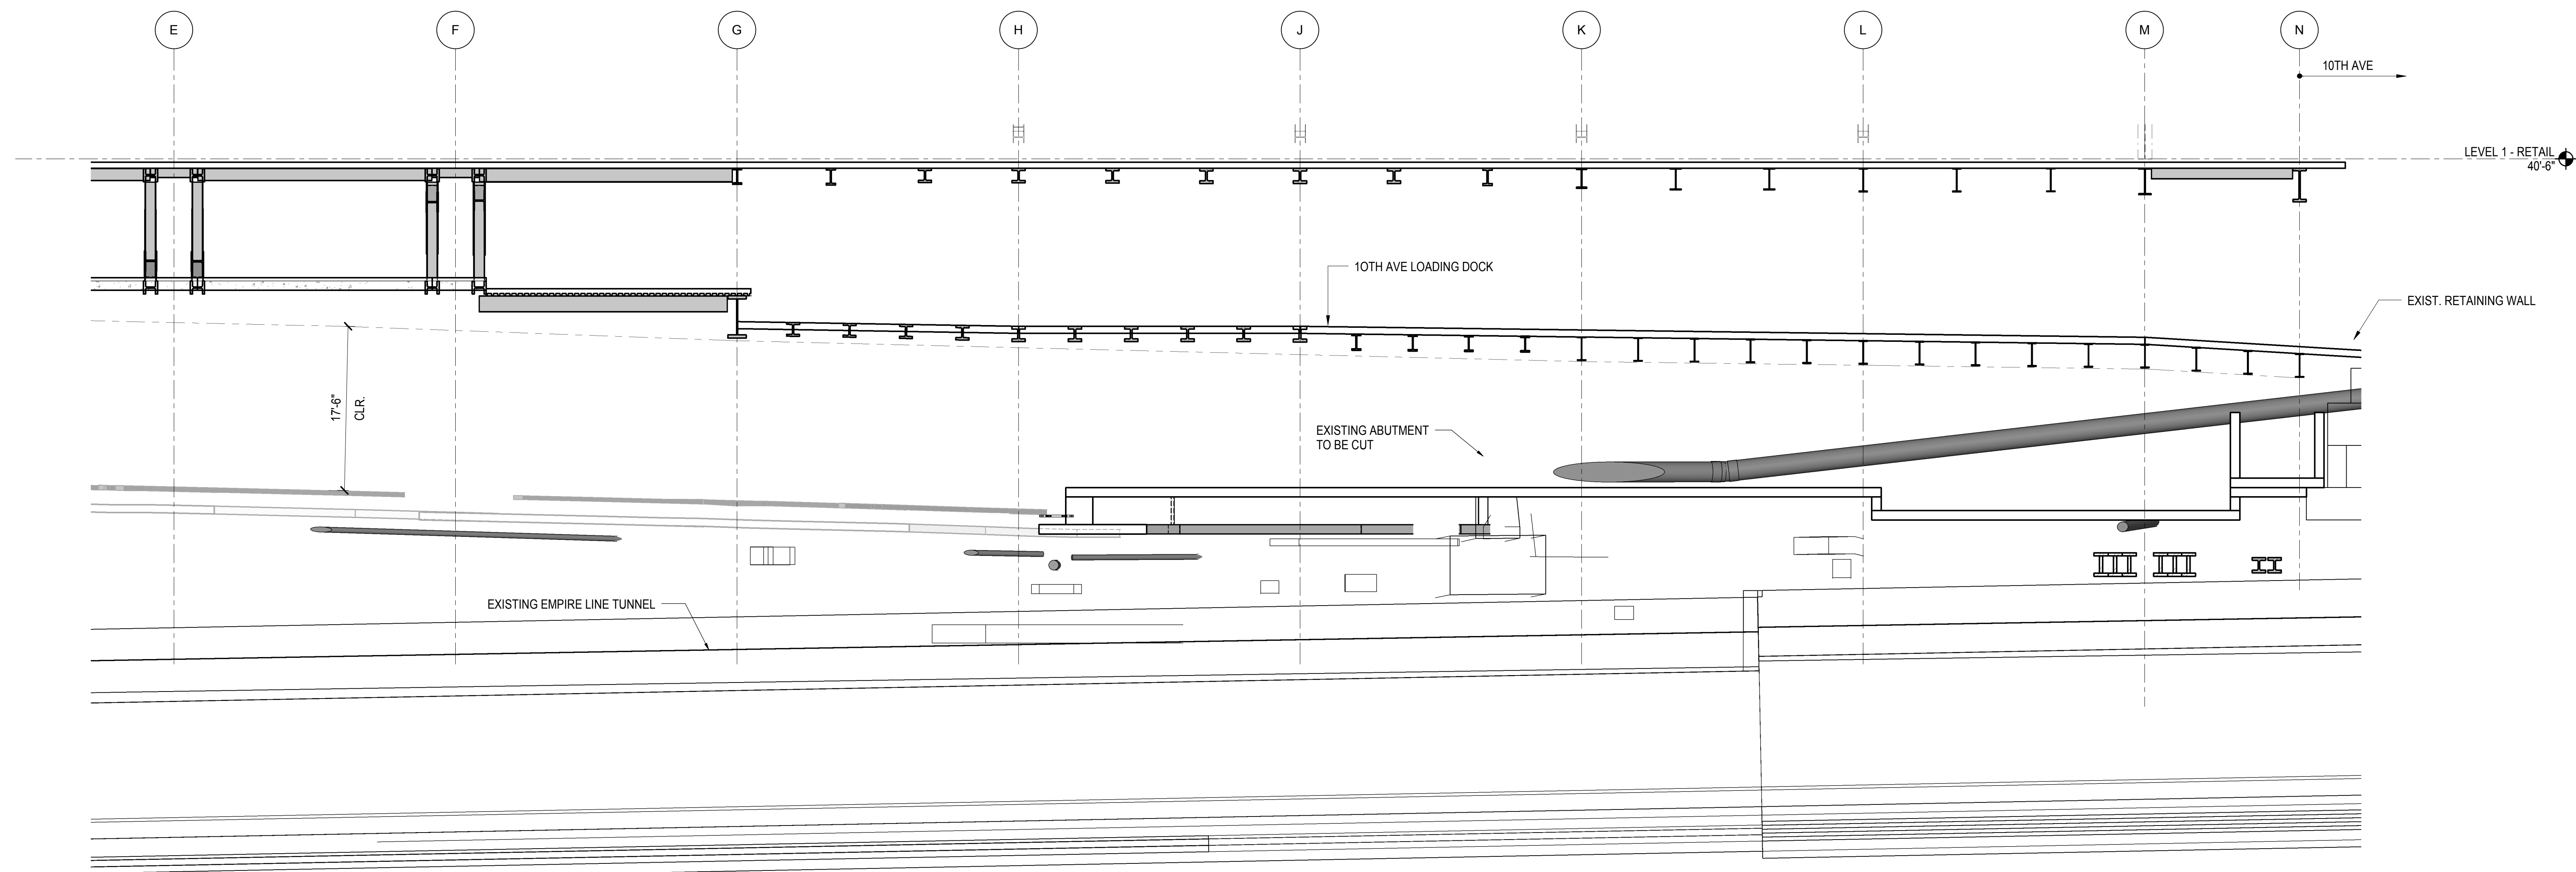 E
F
G
H
J
K
L
M
N
10TH AVE
LEVEL 1 - RETAIL
40'-6"
1OTH AVE LOADING DOCK
EXIST. RETAINING WALL
17'-6"
CLR.
EXISTING ABUTMENT
TO BE CUT
EXISTING EMPIRE LINE TUNNEL